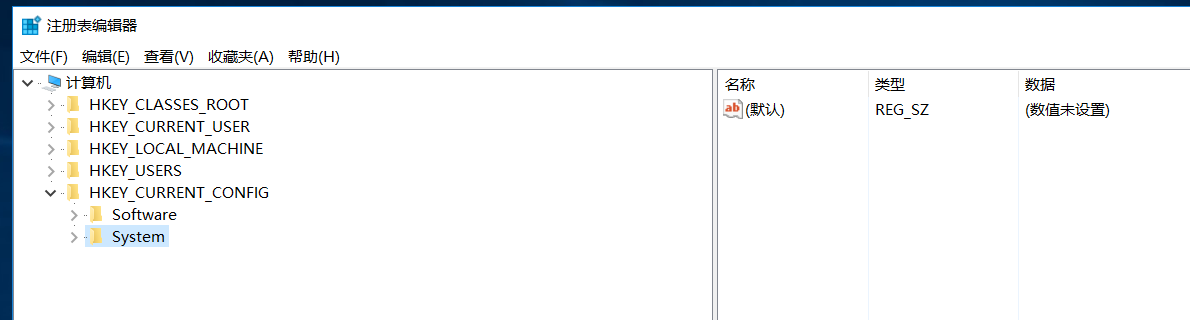 注册表编辑器
文件(F) 编辑(E) 查看(V) 收藏夹(A) 帮助(H)
计算机
HKEY_CLASSES_ROOT
HKEY_CURRENT_USER
HKEY_LOCAL_MACHINE
HKEY_USERS
HKEY_CURRENT_CONFIG
Software
System
名称 类型 数据
ab (默认) REG_SZ (数值未设置)